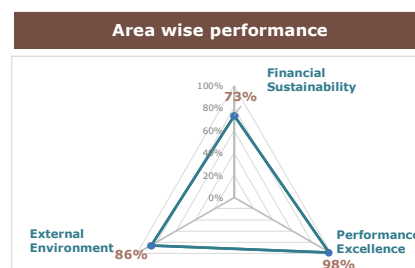 Area wise performance
Financial
Sustainability
100%
73%
80%
60%
40%
20%
0%
External
Environment
86%
Performance
Excellence
98%